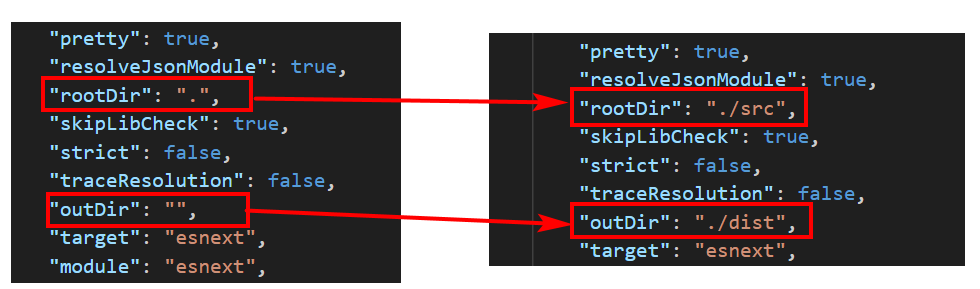 "pretty": true,
"resolveJsonModule": true,
"rootDir": ".",
"skipLibCheck": true,
"strict": false,
"traceResolution": false,
"outDir": "",
"target": "esnext",
"module": "esnext",
"pretty": true,
"resolveJsonModule": true,
"rootDir": "./src",
"skipLibCheck": true,
"strict": false,
"traceResolution": false,
"outDir": "./dist",
"target": "esnext",